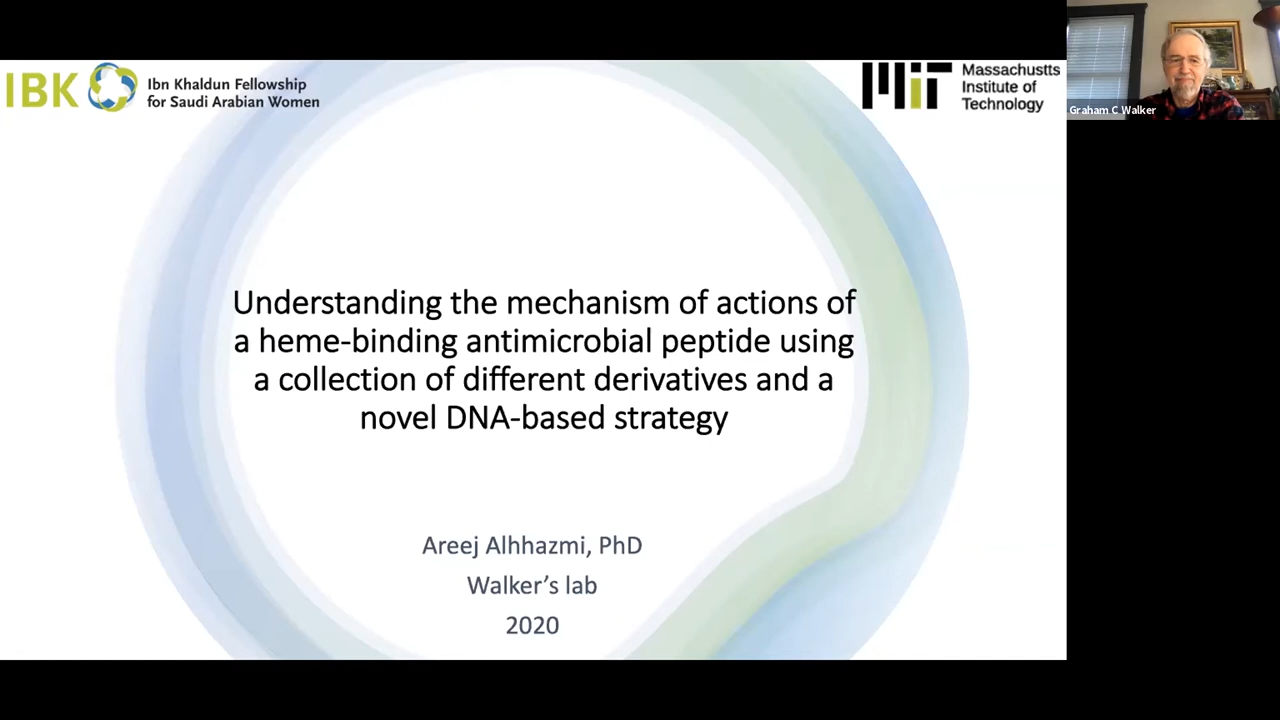 IBK
Ibn Khaldun Fellowship
for Saudi Arabian Women
Massachustts
Institute of
Technology
Graham C Walker
Understanding the mechanism of actions of
a heme-binding antimicrobial peptide using
a collection of different derivatives and a
novel DNA-based strategy
Areej Alhhazmi, PhD
Walker's lab
2020